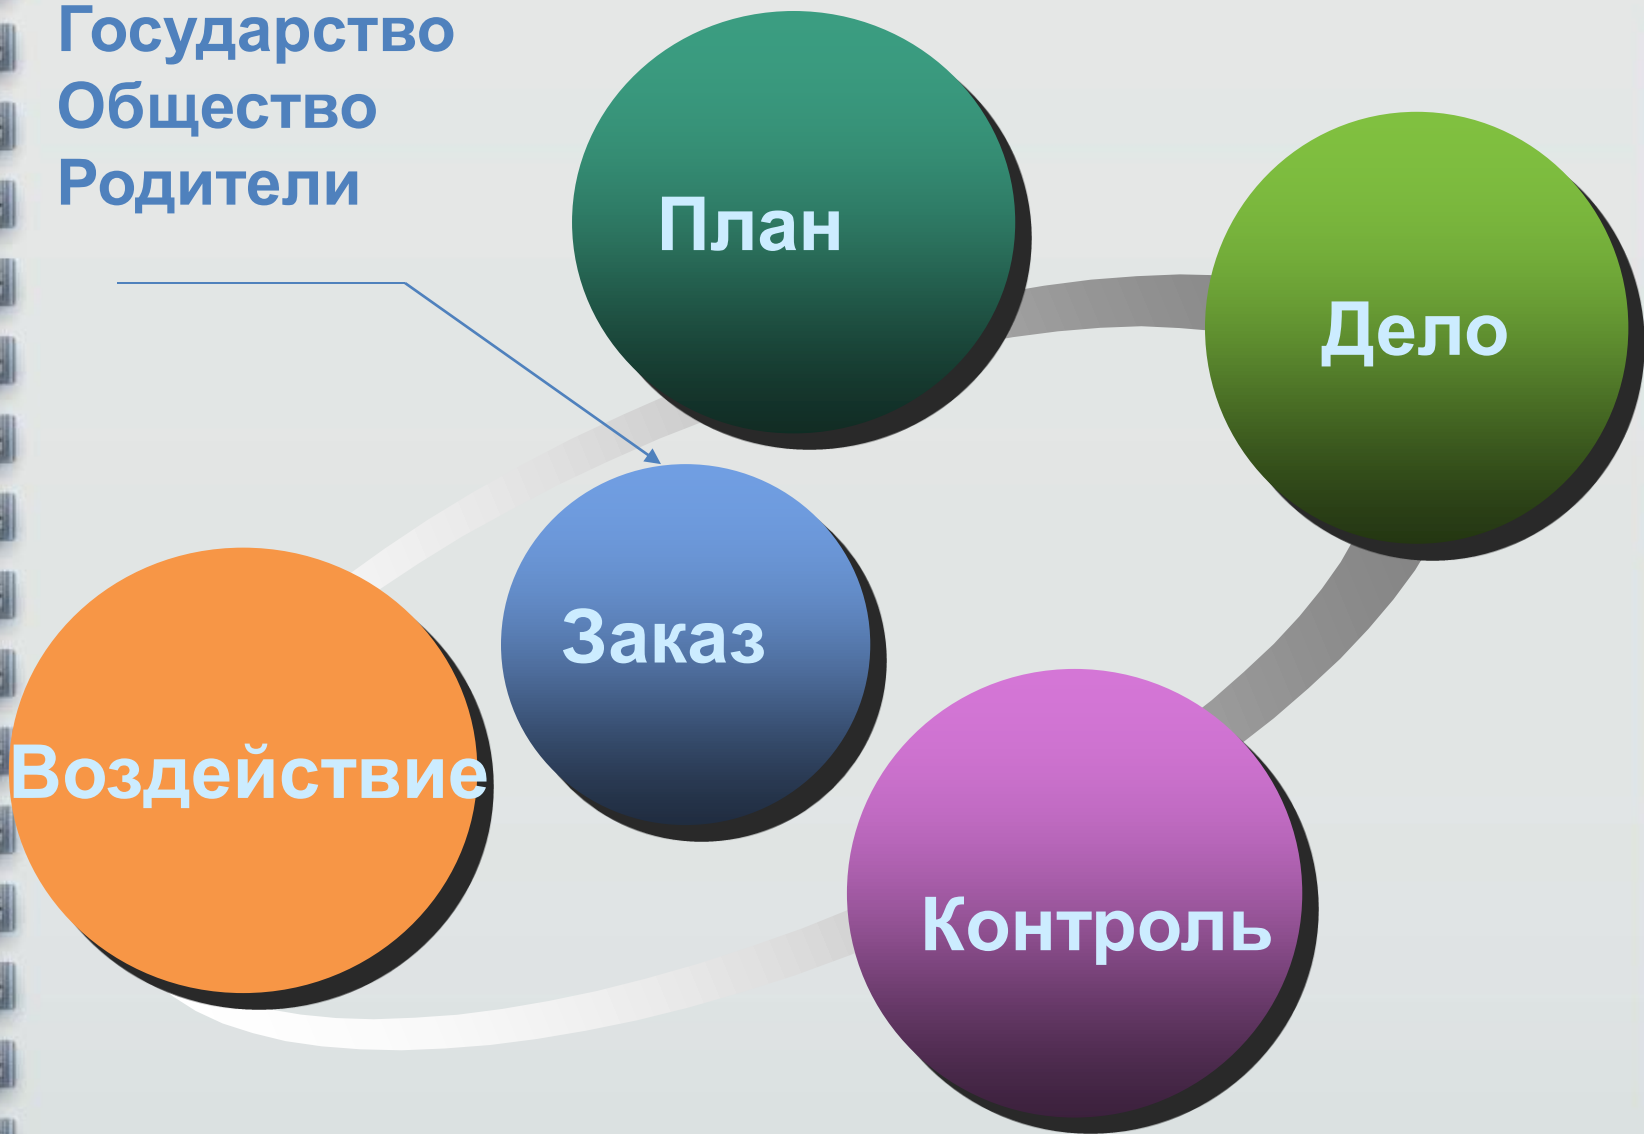 Государство
Общество
Родители
План
Дело
Заказ
Воздействие
Контроль